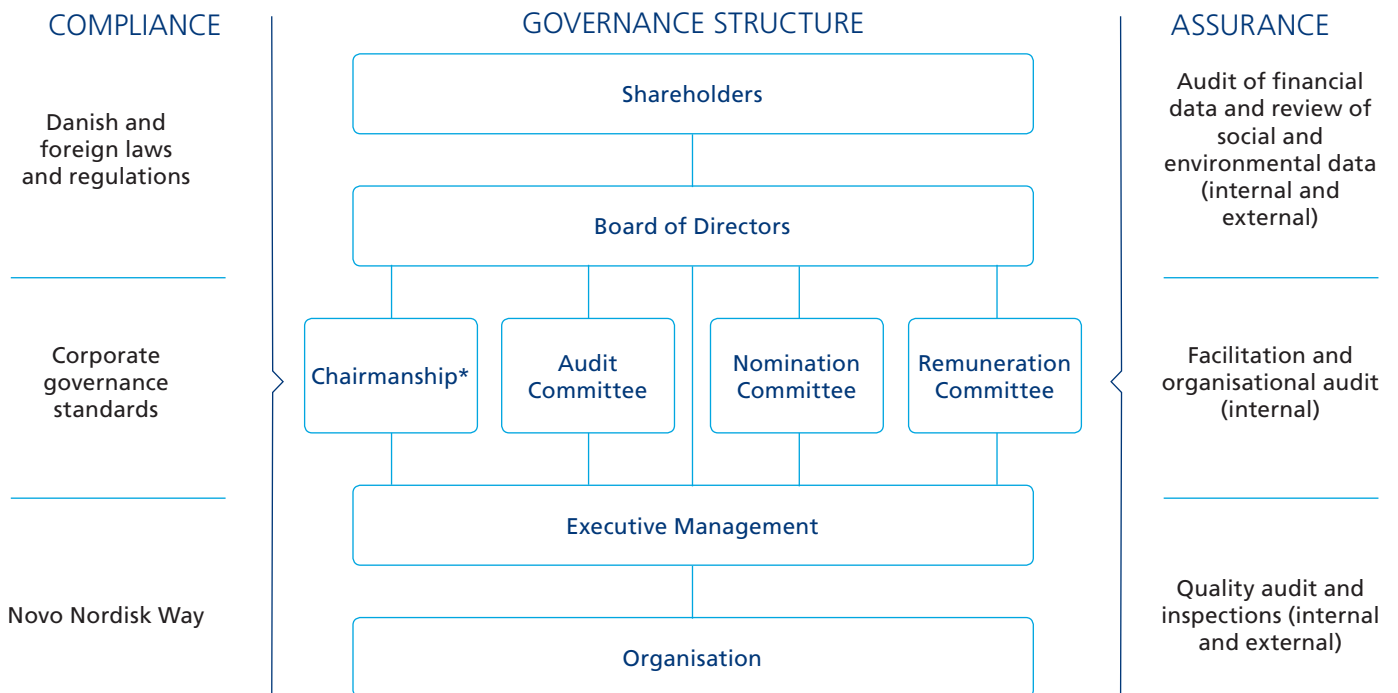 COMPLIANCE
Danish and
foreign laws
and regulations
Corporate
governance
standards
Novo Nordisk Way
GOVERNANCE STRUCTURE
Shareholders
Board of Directors
Chairmanship*
Audit
Committee
Nomination
Committee
Remuneration
Committee
Executive Management
Organisation
ASSURANCE
Audit of financial
data and review of
social and
environmental data
(internal and
external)
Facilitation and
organisational audit
(internal)
Quality audit and
inspections (internal
and external)